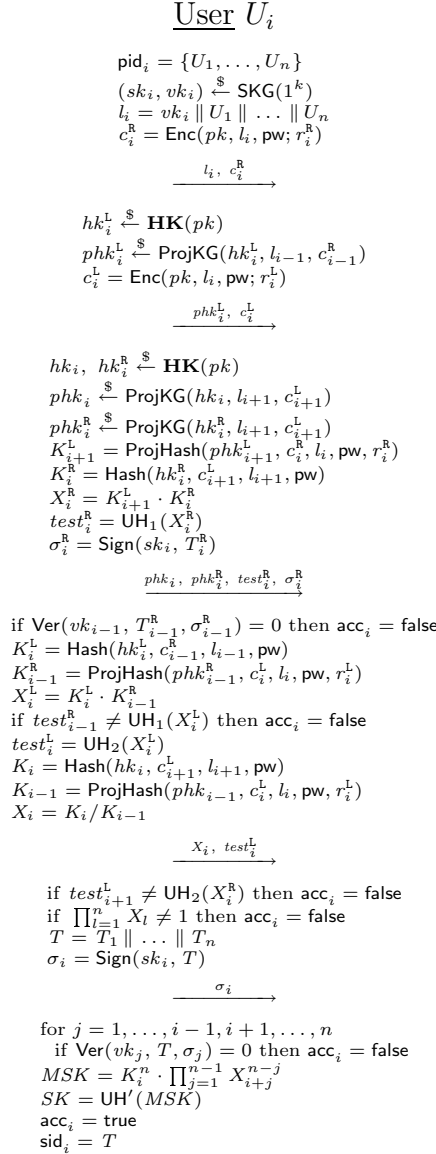 User U_i
pid_i = {U_1, . . . , U_n}
(sk_i, vk_i) ←$ SKG(1^k)
l_i = vk_i ∥ U_1 ∥ . . . ∥ U_n
c_i^R = Enc(pk, l_i, pw; r_i^R)
l_i, c_i^R
hk_i^L ←$ HK(pk)
phk_i^L ←$ ProjKG(hk_i^L, l_{i−1}, c_{i−1}^R)
c_i^L = Enc(pk, l_i, pw; r_i^L)
phk_i^L, c_i^L
hk_i, hk_i^R ←$ HK(pk)
phk_i ←$ ProjKG(hk_i, l_{i+1}, c_{i+1}^L)
phk_i^R ←$ ProjKG(hk_i^R, l_{i+1}, c_{i+1}^L)
K_{i+1}^L = ProjHash(phk_{i+1}^L, c_i^R, l_i, pw, r_i^R)
K_i^R = Hash(hk_i^R, c_{i+1}^L, l_{i+1}, pw)
X_i^R = K_{i+1}^L · K_i^R
test_i^R = UH_1(X_i^R)
σ_i^R = Sign(sk_i, T_i^R)
phk_i, phk_i^R, test_i^R, σ_i^R
if Ver(vk_{i−1}, T_{i−1}^R, σ_{i−1}^R) = 0 then acc_i = false
K_i^L = Hash(hk_i^L, c_{i−1}^R, l_{i−1}, pw)
K_{i−1}^R = ProjHash(phk_{i−1}^R, c_i^L, l_i, pw, r_i^L)
X_i^L = K_i^L · K_{i−1}^R
if test_{i−1}^R ≠ UH_1(X_i^L) then acc_i = false
test_i^L = UH_2(X_i^L)
K_i = Hash(hk_i, c_{i+1}^L, l_{i+1}, pw)
K_{i−1} = ProjHash(phk_{i−1}, c_i^L, l_i, pw, r_i^L)
X_i = K_i/K_{i−1}
X_i, test_i^L
if test_{i+1}^L ≠ UH_2(X_i^R) then acc_i = false
if ∏_{l=1}^n X_l ≠ 1 then acc_i = false
T = T_1 ∥ . . . ∥ T_n
σ_i = Sign(sk_i, T)
σ_i
for j = 1, . . . , i − 1, i + 1, . . . , n
if Ver(vk_j, T, σ_j) = 0 then acc_i = false
MSK = K_i^n · ∏_{j=1}^{n−1} X_{i+j}^{n−j}
SK = UH′(MSK)
acc_i = true
sid_i = T